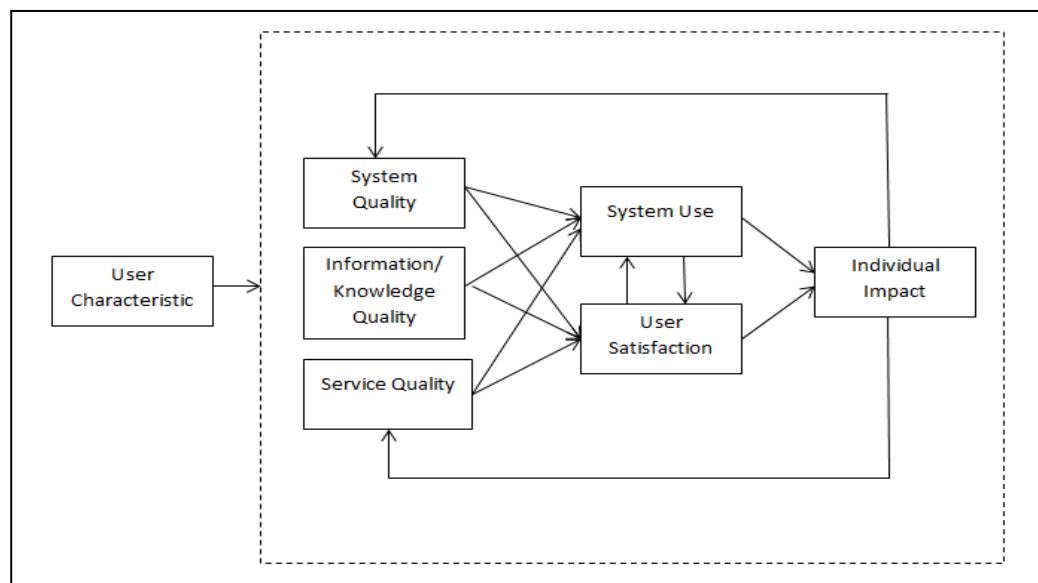 User
Characteristic
System
Quality
Information/
Knowledge
Quality
Service Quality
System Use
User
Satisfaction
Individual
Impact